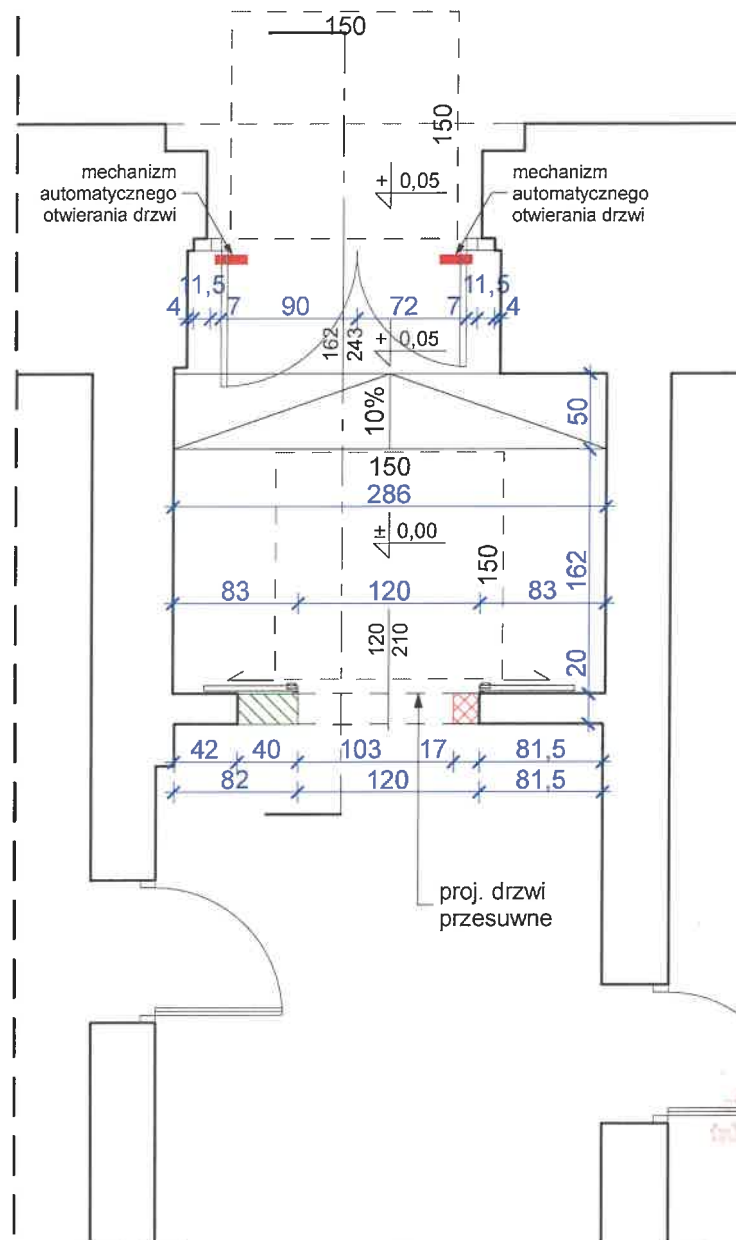 150
150
mechanizm
automatycznego
otwierania drzwi
+ 0,05
mechanizm
automatycznego
otwierania drzwi
11,5
11,5
4 7 90 72 7 4
162
243
+ 0,05
10%
50
150
286
± 0,00
150
162
83 120 83
120
210
20
42 40 103 17 81,5
82 120 81,5
proj. drzwi
przesuwne